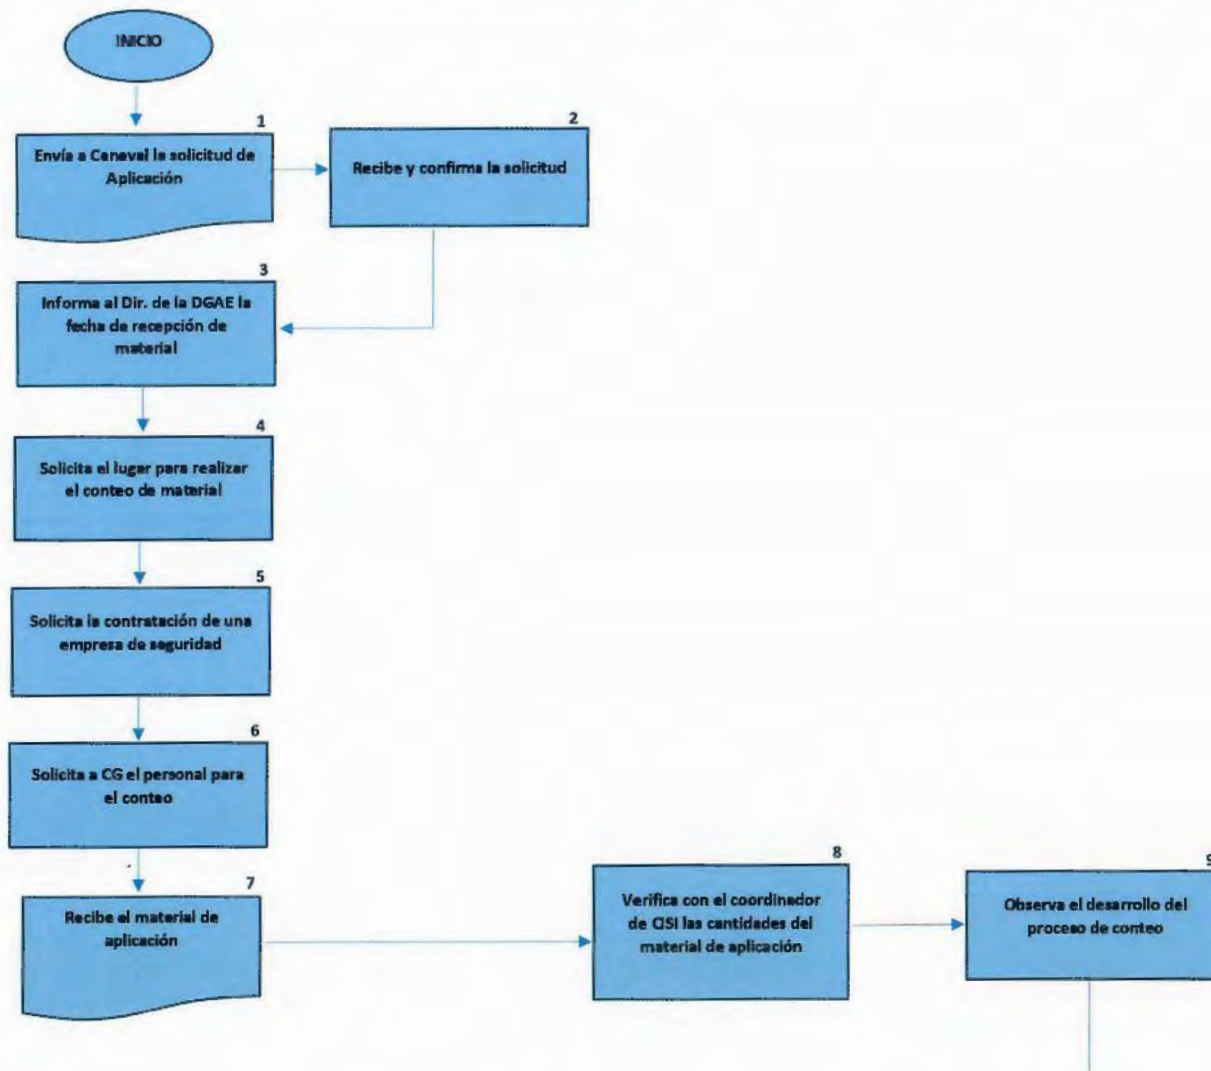 INICIO
1
Envía a Ceneval la solicitud de
Aplicación
2
Recibe y confirma la solicitud
3
Informa al Dir. de la DGAE la
fecha de recepción de
material
4
Solicita el lugar para realizar
el conteo de material
5
Solicita la contratación de una
empresa de seguridad
6
Solicita a CG el personal para
el conteo
7
Recibe el material de
aplicación
8
Verifica con el coordinador
de CISI las cantidades del
material de aplicación
9
Observa el desarrollo del
proceso de conteo